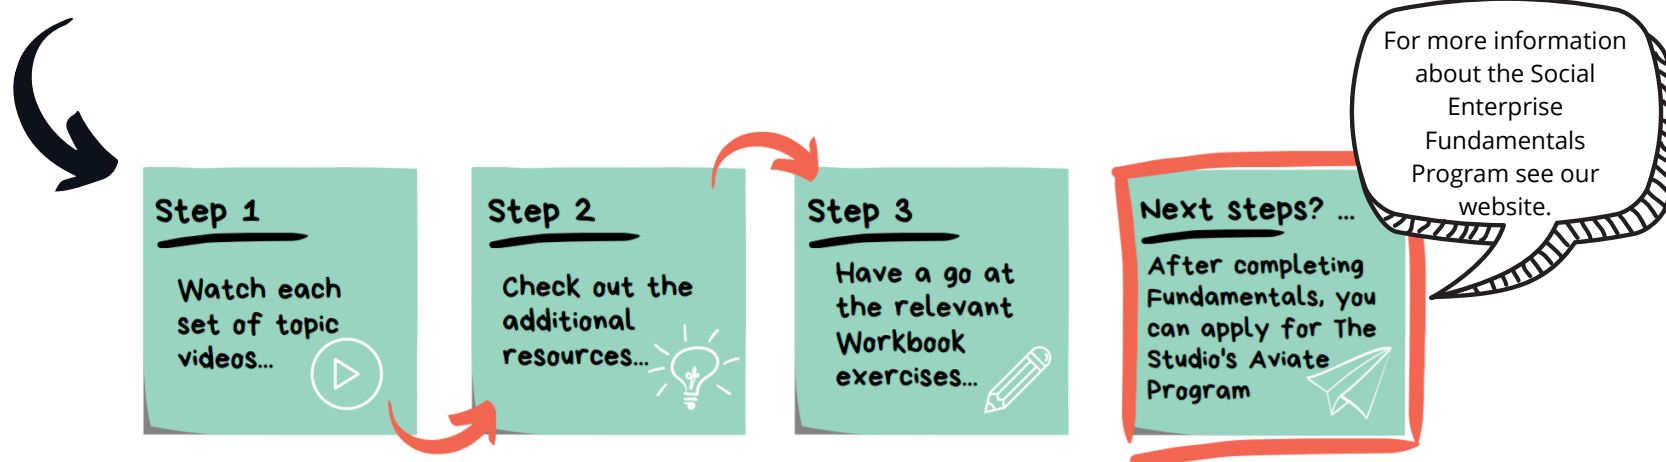 Step 1
Watch each
set of topic
videos...
Step 2
Check out the
additional
resources...
Step 3
Have a go at
the relevant
Workbook
exercises...
Next steps? ...
After completing
Fundamentals, you
can apply for The
Studio's Aviate
Program
For more information
about the Social
Enterprise
Fundamentals
Program see our
website.